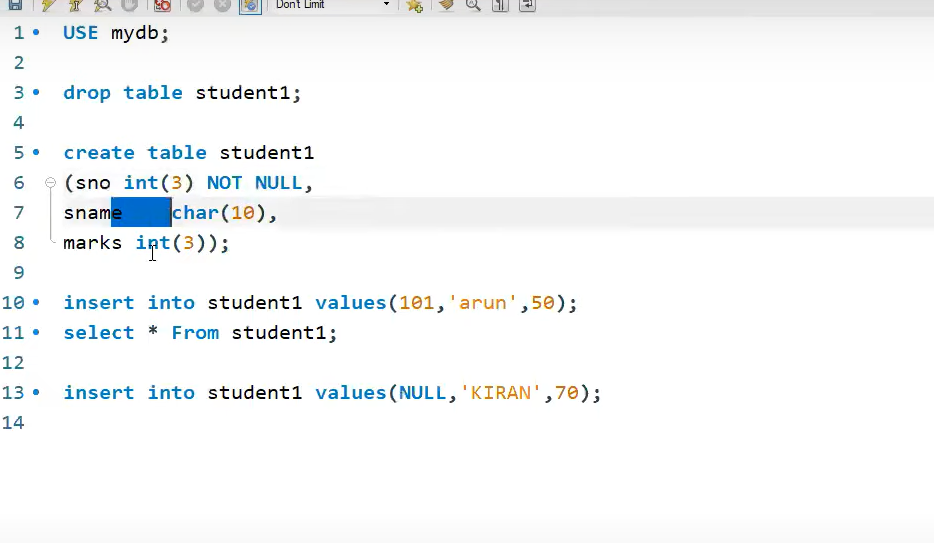 Don't Limit
1 USE mydb;
2
3 drop table student1;
4
5 create table student1
6 (sno int(3) NOT NULL,
7 sname char(10),
8 marks int(3));
9
10 insert into student1 values(101,'arun',50);
11 select * From student1;
12
13 insert into student1 values(NULL,'KIRAN',70);
14